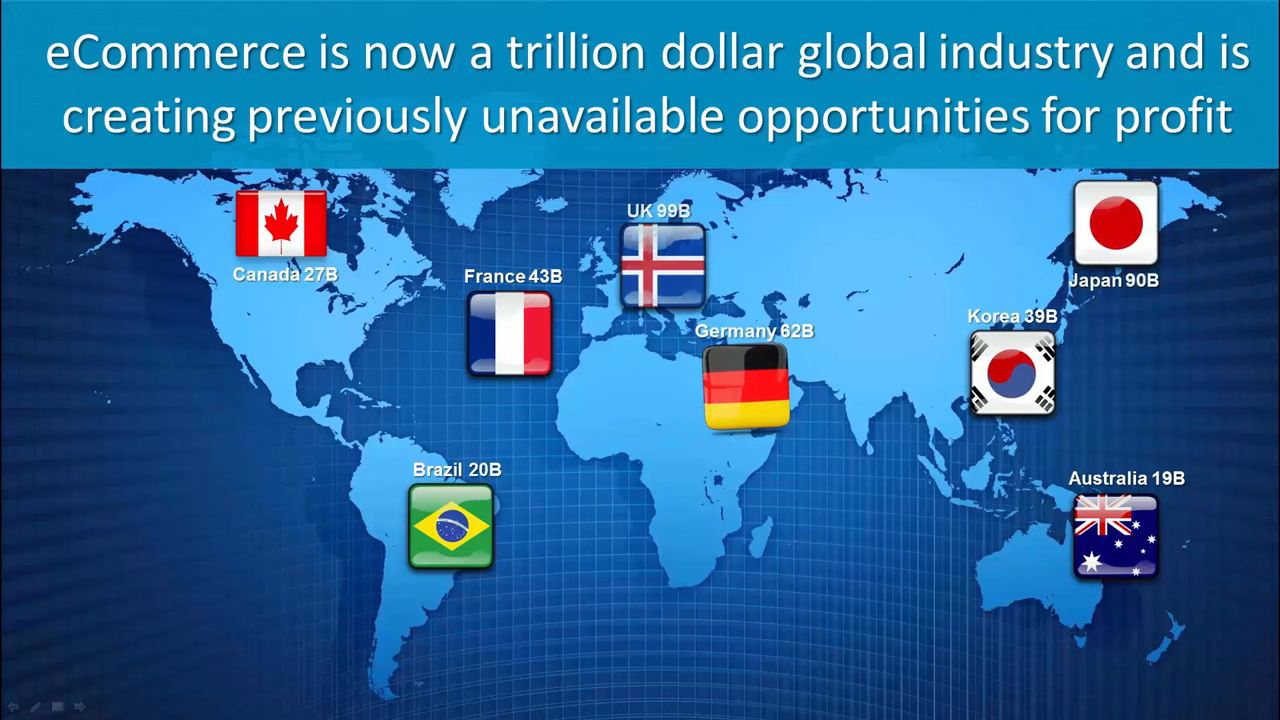 eCommerce is now a trillion dollar global industry and is
creating previously unavailable opportunities for profit
UK 99B
Canada 27B
France 43B
Japan 90B
Korea 39B
Germany 62B
Brazil 20B
Australia 19B